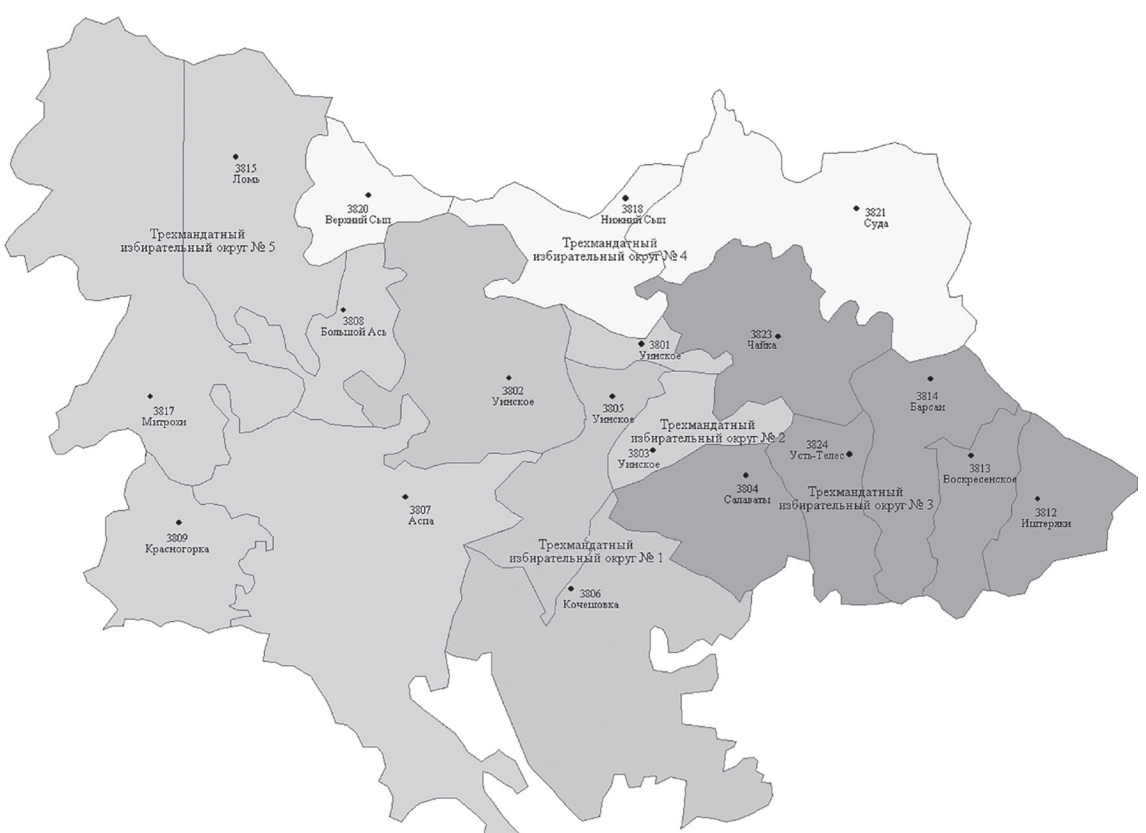 3815
Ломь
3820
Верхний Сып
3818
Нижний Сып
3821
Суда
Трехмандатный
избирательный округ № 5
Трехмандатный
избирательный округ № 4
3808
Большой Ась
3801
Уинское
3823
Чайка
3802
Уинское
3805
Уинское
3814
Барсаи
3817
Митрохи
Трехмандатный
избирательный округ № 2
3803
Уинское
3824
Усть-Телес
3813
Воскресенское
3804
Салаваты
Трехмандатный
избирательный округ № 3
3812
Иштеряки
3807
Аспа
3809
Красногорка
Трехмандатный
избирательный округ № 1
3806
Кочешовка